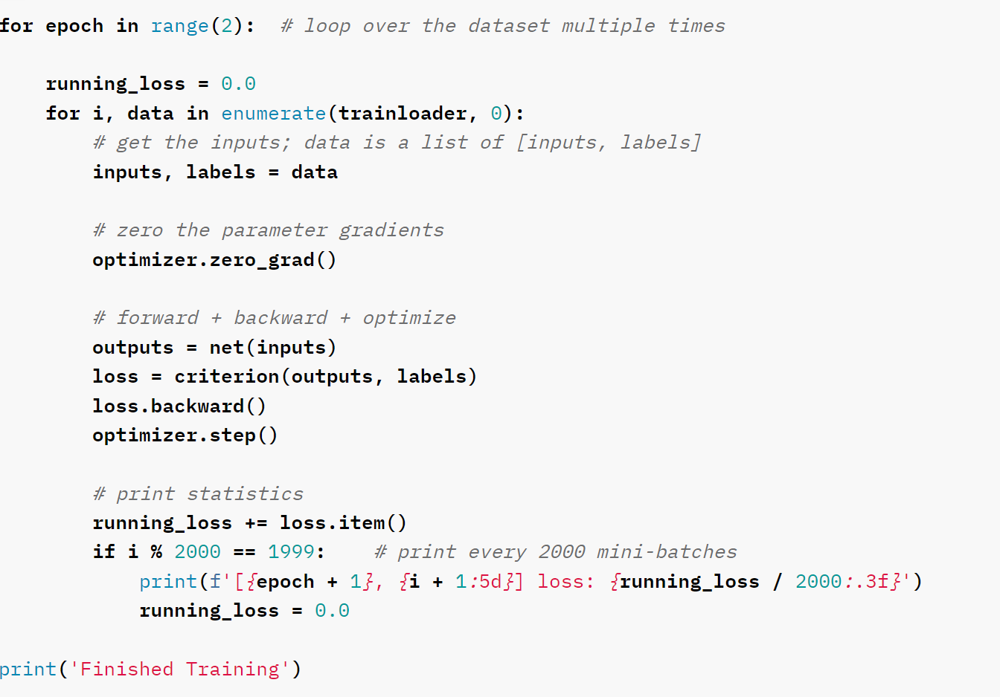 for epoch in range(2):  # loop over the dataset multiple times
    running_loss = 0.0
    for i, data in enumerate(trainloader, 0):
        # get the inputs; data is a list of [inputs, labels]
        inputs, labels = data
        # zero the parameter gradients
        optimizer.zero_grad()
        # forward + backward + optimize
        outputs = net(inputs)
        loss = criterion(outputs, labels)
        loss.backward()
        optimizer.step()
        # print statistics
        running_loss += loss.item()
        if i % 2000 == 1999:    # print every 2000 mini-batches
            print(f'[{epoch + 1}, {i + 1:5d}] loss: {running_loss / 2000:.3f}')
            running_loss = 0.0
print('Finished Training')